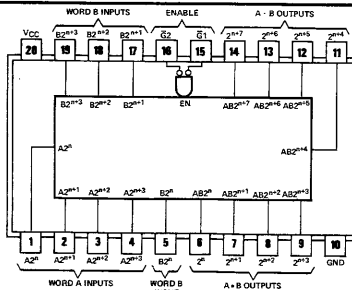 WORD B INPUTS ENABLE A · B OUTPUTS
VCC B2ⁿ⁺³ B2ⁿ⁺² B2ⁿ⁺¹ G̅2 G̅1 2ⁿ⁺⁷ 2ⁿ⁺⁶ 2ⁿ⁺⁵ 2ⁿ⁺⁴
20 19 18 17 16 15 14 13 12 11
B2ⁿ⁺³ B2ⁿ⁺² B2ⁿ⁺¹ EN AB2ⁿ⁺⁷ AB2ⁿ⁺⁶ AB2ⁿ⁺⁵
A2ⁿ AB2ⁿ⁺⁴
A2ⁿ⁺¹ A2ⁿ⁺² A2ⁿ⁺³ B2ⁿ AB2ⁿ AB2ⁿ⁺¹ AB2ⁿ⁺² AB2ⁿ⁺³
1 2 3 4 5 6 7 8 9 10
A2ⁿ A2ⁿ⁺¹ A2ⁿ⁺² A2ⁿ⁺³ B2ⁿ 2ⁿ 2ⁿ⁺¹ 2ⁿ⁺² 2ⁿ⁺³ GND
WORD A INPUTS WORD B A•B OUTPUTS